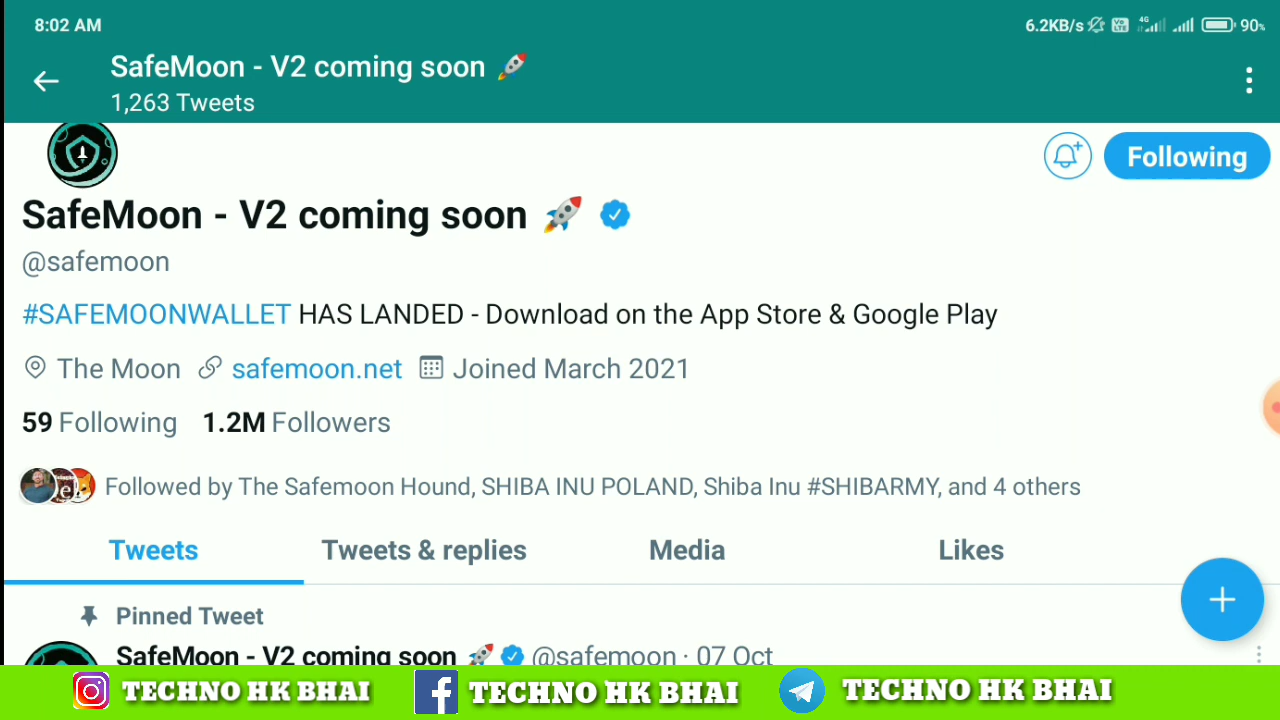 8:02 AM
6.2KB/s Vo LTE 4G 90%
SafeMoon - V2 coming soon 🚀
1,263 Tweets
Following
SafeMoon - V2 coming soon 🚀
@safemoon
#SAFEMOONWALLET HAS LANDED - Download on the App Store & Google Play
The Moon safemoon.net Joined March 2021
59 Following 1.2M Followers
Followed by The Safemoon Hound, SHIBA INU POLAND, Shiba Inu #SHIBARMY, and 4 others
Tweets Tweets & replies Media Likes
Pinned Tweet
SafeMoon - V2 coming soon 🚀 @safemoon · 07 Oct
TECHNO HK BHAI TECHNO HK BHAI TECHNO HK BHAI